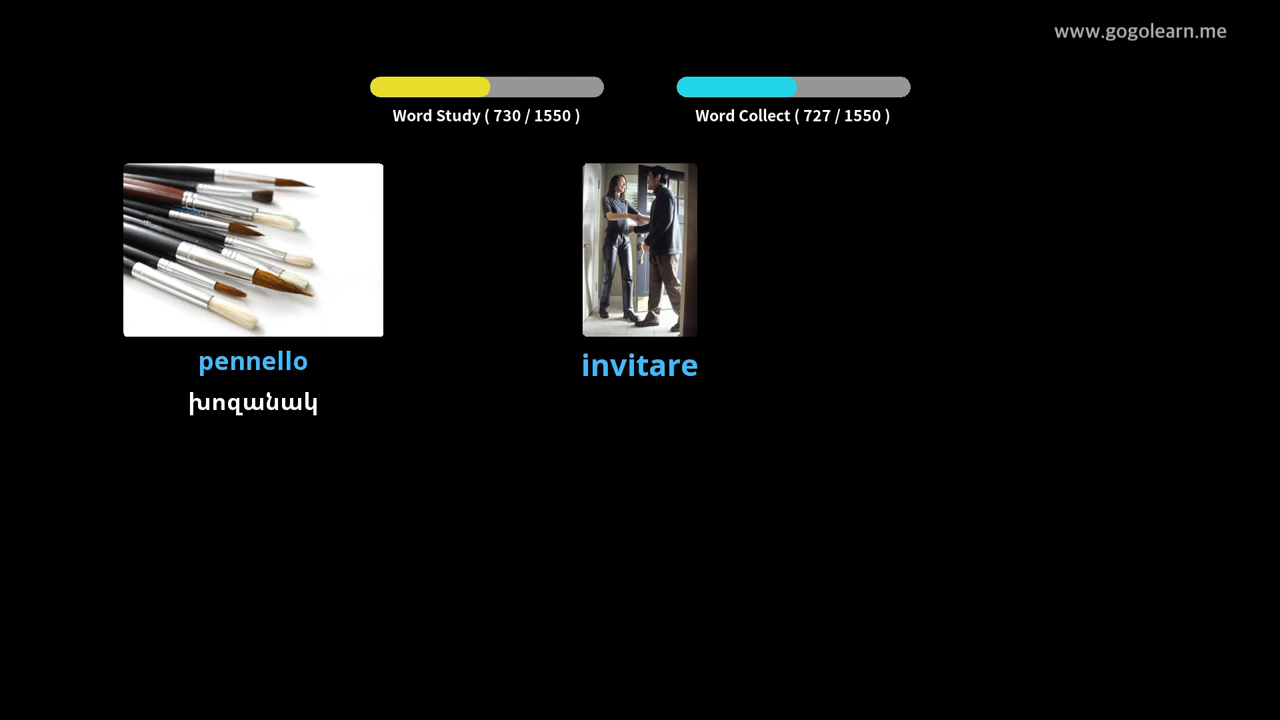 www.gogolearn.me
Word Study ( 730 / 1550 )
Word Collect ( 727 / 1550 )
pennello
խոզանակ
invitare